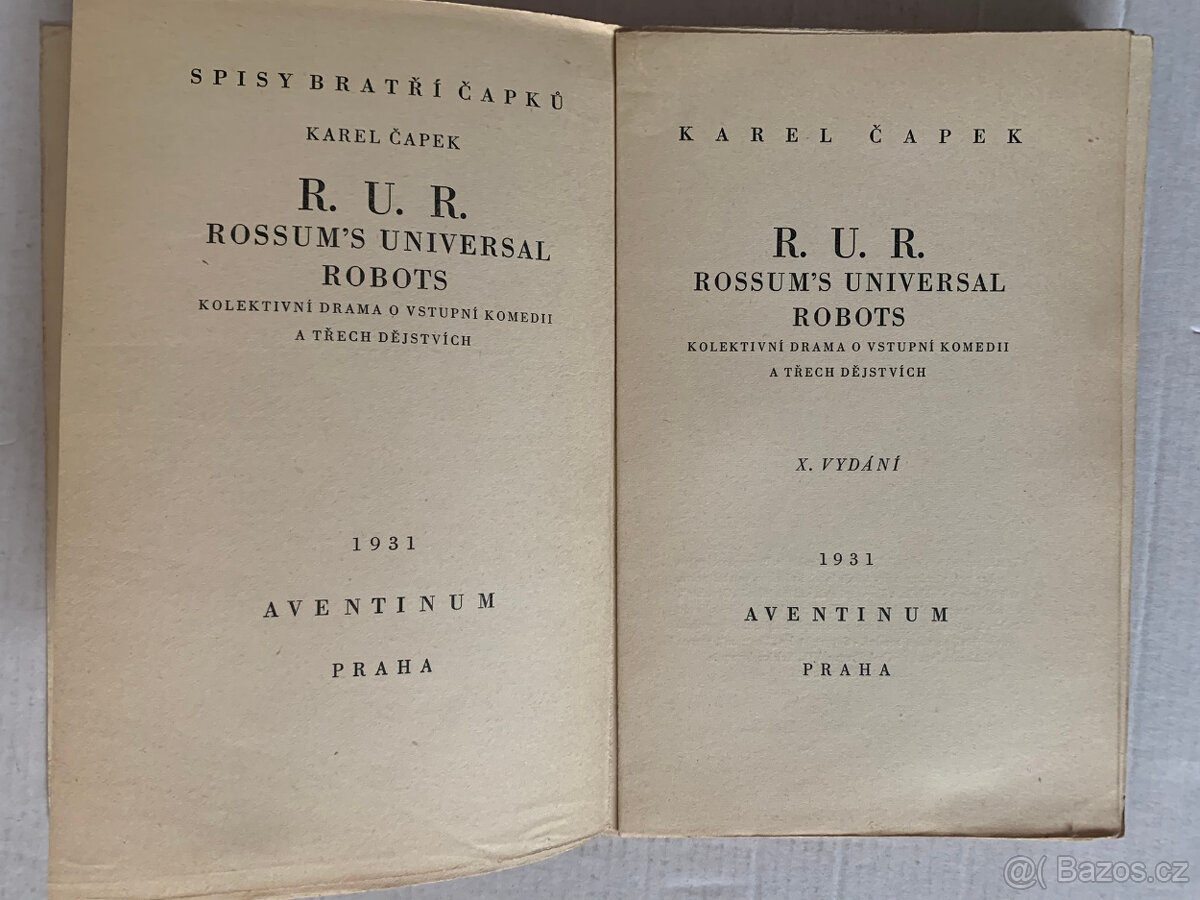 SPISY BRATŘÍ ČAPKŮ
KAREL ČAPEK
R. U. R.
ROSSUM'S UNIVERSAL
ROBOTS
KOLEKTIVNÍ DRAMA O VSTUPNÍ KOMEDII
A TŘECH DĚJSTVÍCH
1931
AVENTINUM
PRAHA
KAREL ČAPEK
R. U. R.
ROSSUM'S UNIVERSAL
ROBOTS
KOLEKTIVNÍ DRAMA O VSTUPNÍ KOMEDII
A TŘECH DĚJSTVÍCH
X. VYDÁNÍ
1931
AVENTINUM
PRAHA
@( Bazos.cz